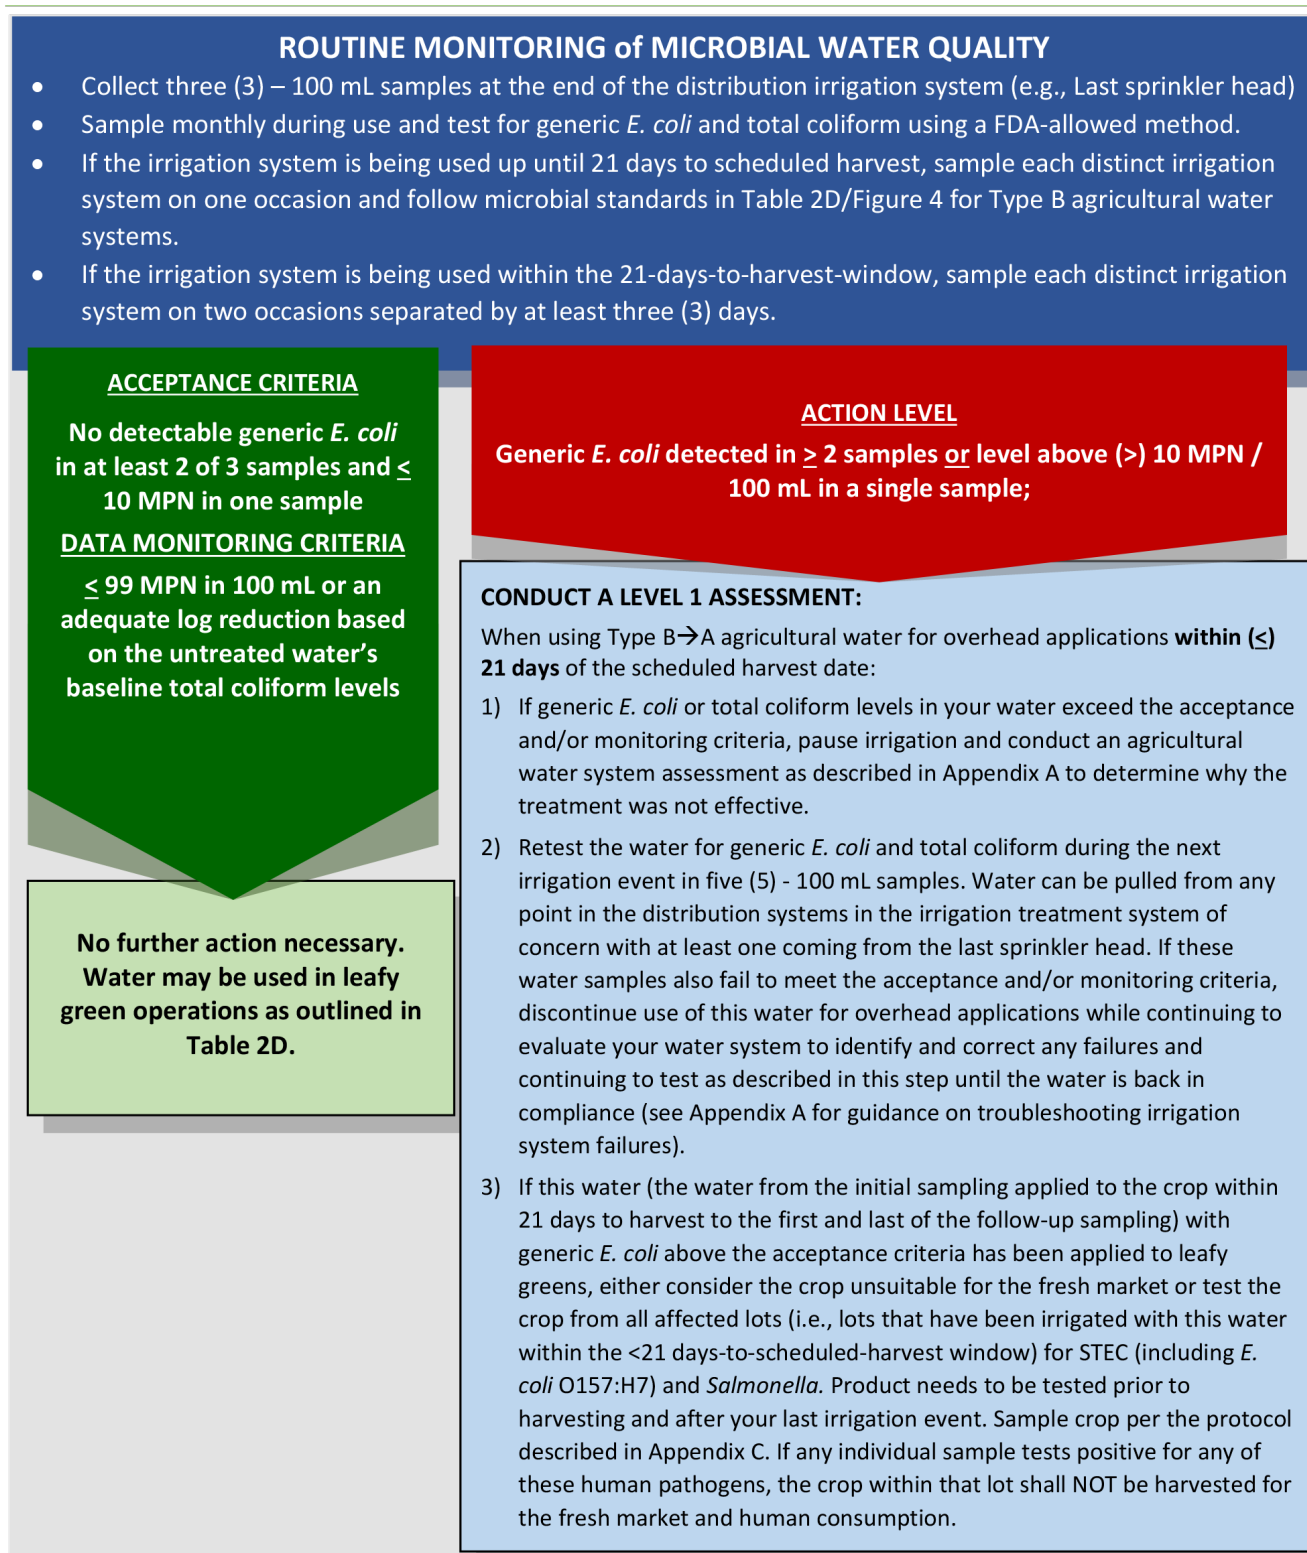 ROUTINE MONITORING of MICROBIAL WATER QUALITY
• Collect three (3) – 100 mL samples at the end of the distribution irrigation system (e.g., Last sprinkler head)
• Sample monthly during use and test for generic E. coli and total coliform using a FDA-allowed method.
• If the irrigation system is being used up until 21 days to scheduled harvest, sample each distinct irrigation
system on one occasion and follow microbial standards in Table 2D/Figure 4 for Type B agricultural water
systems.
• If the irrigation system is being used within the 21-days-to-harvest-window, sample each distinct irrigation
system on two occasions separated by at least three (3) days.
ACCEPTANCE CRITERIA
No detectable generic E. coli
in at least 2 of 3 samples and ≤
10 MPN in one sample
DATA MONITORING CRITERIA
≤ 99 MPN in 100 mL or an
adequate log reduction based
on the untreated water’s
baseline total coliform levels
No further action necessary.
Water may be used in leafy
green operations as outlined in
Table 2D.
ACTION LEVEL
Generic E. coli detected in ≥ 2 samples or level above (>) 10 MPN /
100 mL in a single sample;
CONDUCT A LEVEL 1 ASSESSMENT:
When using Type B→A agricultural water for overhead applications within (≤)
21 days of the scheduled harvest date:
1) If generic E. coli or total coliform levels in your water exceed the acceptance
and/or monitoring criteria, pause irrigation and conduct an agricultural
water system assessment as described in Appendix A to determine why the
treatment was not effective.
2) Retest the water for generic E. coli and total coliform during the next
irrigation event in five (5) - 100 mL samples. Water can be pulled from any
point in the distribution systems in the irrigation treatment system of
concern with at least one coming from the last sprinkler head. If these
water samples also fail to meet the acceptance and/or monitoring criteria,
discontinue use of this water for overhead applications while continuing to
evaluate your water system to identify and correct any failures and
continuing to test as described in this step until the water is back in
compliance (see Appendix A for guidance on troubleshooting irrigation
system failures).
3) If this water (the water from the initial sampling applied to the crop within
21 days to harvest to the first and last of the follow-up sampling) with
generic E. coli above the acceptance criteria has been applied to leafy
greens, either consider the crop unsuitable for the fresh market or test the
crop from all affected lots (i.e., lots that have been irrigated with this water
within the <21 days-to-scheduled-harvest window) for STEC (including E.
coli O157:H7) and Salmonella. Product needs to be tested prior to
harvesting and after your last irrigation event. Sample crop per the protocol
described in Appendix C. If any individual sample tests positive for any of
these human pathogens, the crop within that lot shall NOT be harvested for
the fresh market and human consumption.